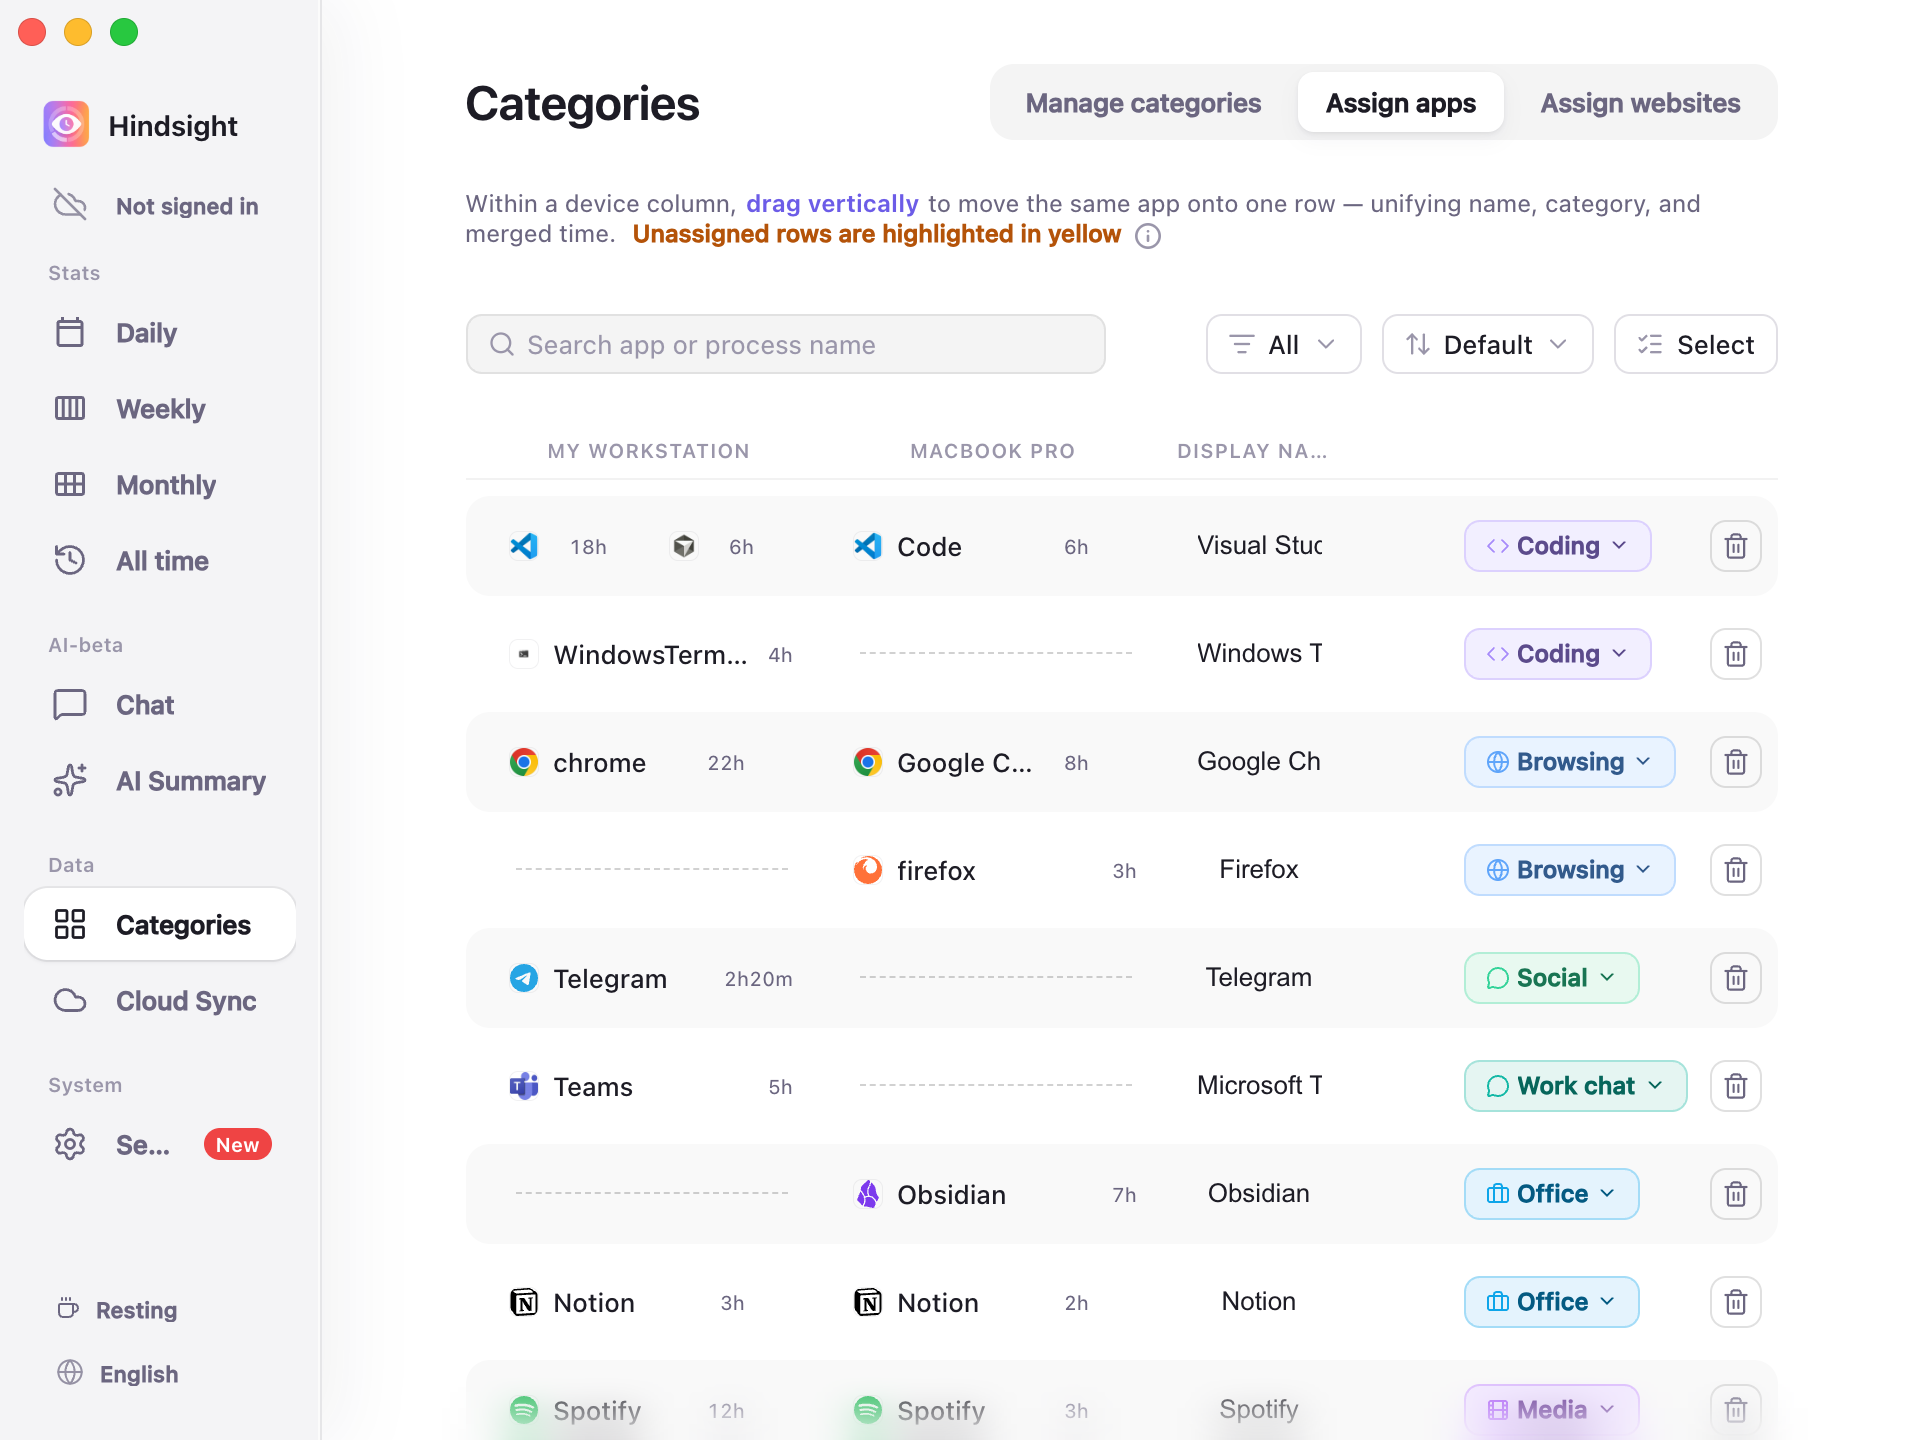 Hindsight
Not signed in
Stats
Daily
Weekly
Monthly
All time
AI-beta
Chat
AI Summary
Data
Categories
Cloud Sync
System
Se... New
Resting
English
Categories
Manage categories Assign apps Assign websites
Within a device column, drag vertically to move the same app onto one row — unifying name, category, and
merged time. Unassigned rows are highlighted in yellow
Search app or process name All Default Select
MY WORKSTATION MACBOOK PRO DISPLAY NA...
18h 6h Code 6h Visual Stuc Coding
WindowsTerm... 4h Windows T Coding
chrome 22h Google C... 8h Google Ch Browsing
firefox 3h Firefox Browsing
Telegram 2h20m Telegram Social
Teams 5h Microsoft T Work chat
Obsidian 7h Obsidian Office
Notion 3h Notion 2h Notion Office
Spotify 12h Spotify 3h Spotify Media